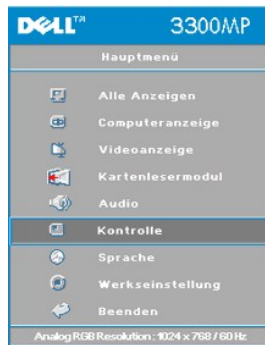 DELL™ 3300MP
Hauptmenü
Alle Anzeigen
Computeranzeige
Videoanzeige
Kartenlesermodul
Audio
Kontrolle
Sprache
Werkseinstellung
Beenden
Analog RGB Resolution : 1024 x 768 / 60 Hz